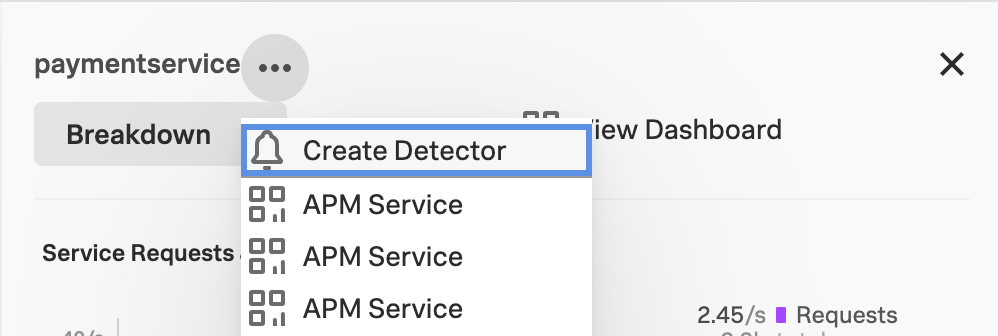 paymentservice
Breakdown
View Dashboard
Create Detector
APM Service
APM Service
Service Requests
APM Service
2.45/s Requests